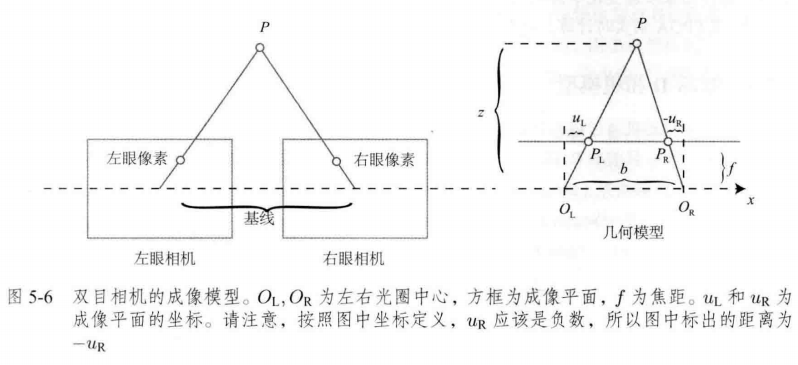 P
P
z
u_L
-u_R
左眼像素
右眼像素
P_L
P_R
b
f
基线
O_L
O_R
x
几何模型
左眼相机
右眼相机
图 5-6 双目相机的成像模型。O_L, O_R 为左右光圈中心，方框为成像平面，f 为焦距。u_L 和 u_R 为
成像平面的坐标。请注意，按照图中坐标定义，u_R 应该是负数，所以图中标出的距离为
−u_R